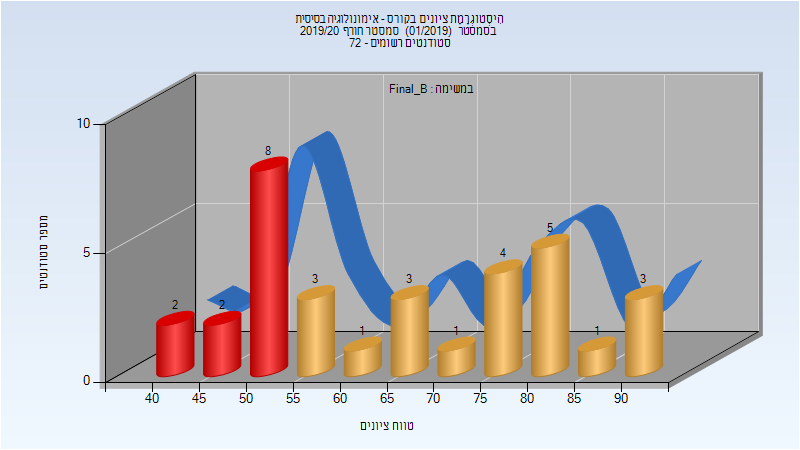 היסטוגרמת ציונים בקורס - אימונולוגיה בסיסית
בסמסטר (01/2019) סמסטר חורף 2019/20
סטודנטים רשומים - 72
במשימה : Final_B
מספר סטודנטים
10
5
0
2
2
8
3
1
3
1
4
5
1
3
40 45 50 55 60 65 70 75 80 85 90
טווח ציונים